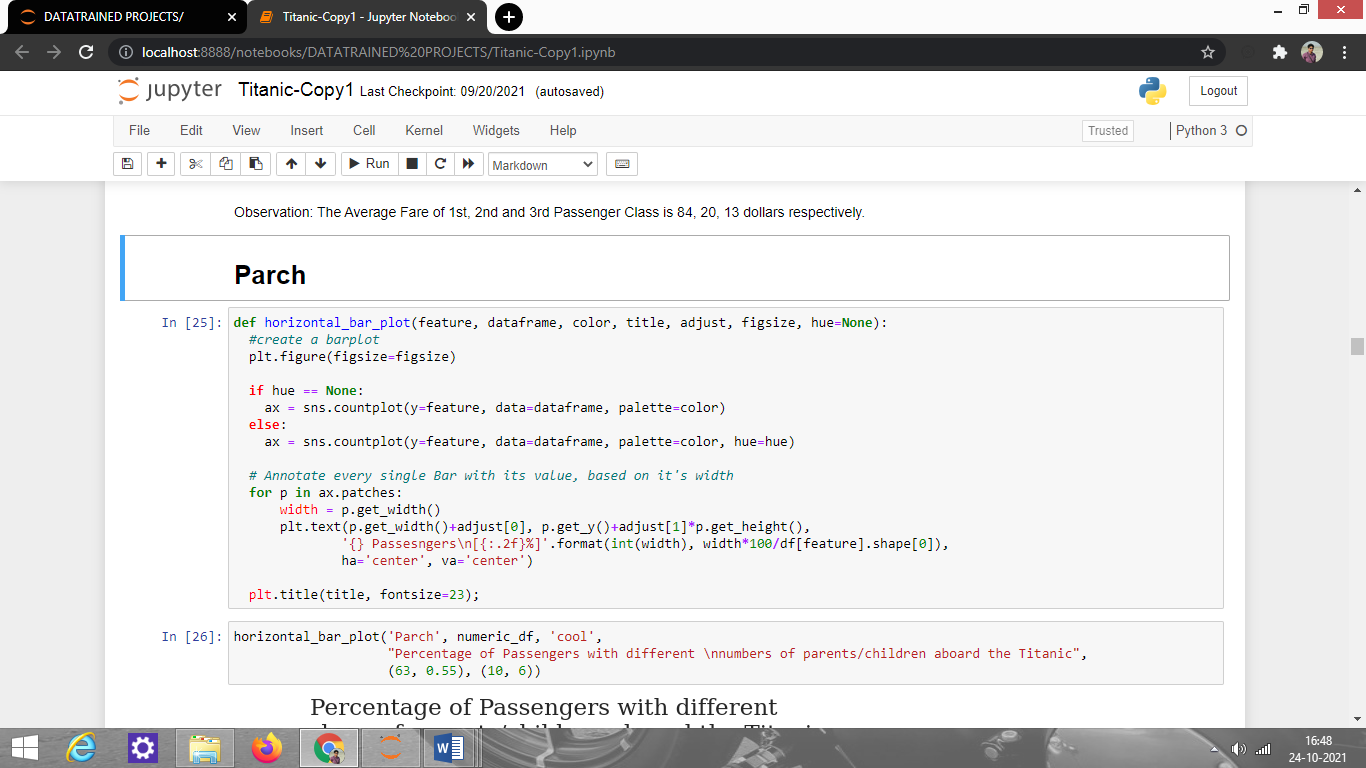 DATATRAINED PROJECTS/
Titanic-Copy1 - Jupyter Noteboo
localhost:8888/notebooks/DATATRAINED%20PROJECTS/Titanic-Copy1.ipynb
jupyter Titanic-Copy1 Last Checkpoint: 09/20/2021 (autosaved)
Logout
File Edit View Insert Cell Kernel Widgets Help
Trusted
Python 3
Run
Markdown
Observation: The Average Fare of 1st, 2nd and 3rd Passenger Class is 84, 20, 13 dollars respectively.
Parch
In [25]: def horizontal_bar_plot(feature, dataframe, color, title, adjust, figsize, hue=None):
#create a barplot
plt.figure(figsize=figsize)
if hue == None:
ax = sns.countplot(y=feature, data=dataframe, palette=color)
else:
ax = sns.countplot(y=feature, data=dataframe, palette=color, hue=hue)
# Annotate every single Bar with its value, based on it's width
for p in ax.patches:
width = p.get_width()
plt.text(p.get_width()+adjust[0], p.get_y()+adjust[1]*p.get_height(),
'{} Passesngers\n[{:.2f}%]'.format(int(width), width*100/df[feature].shape[0]),
ha='center', va='center')
plt.title(title, fontsize=23);
In [26]: horizontal_bar_plot('Parch', numeric_df, 'cool',
"Percentage of Passengers with different \nnumbers of parents/children aboard the Titanic",
(63, 0.55), (10, 6))
Percentage of Passengers with different
16:48
24-10-2021